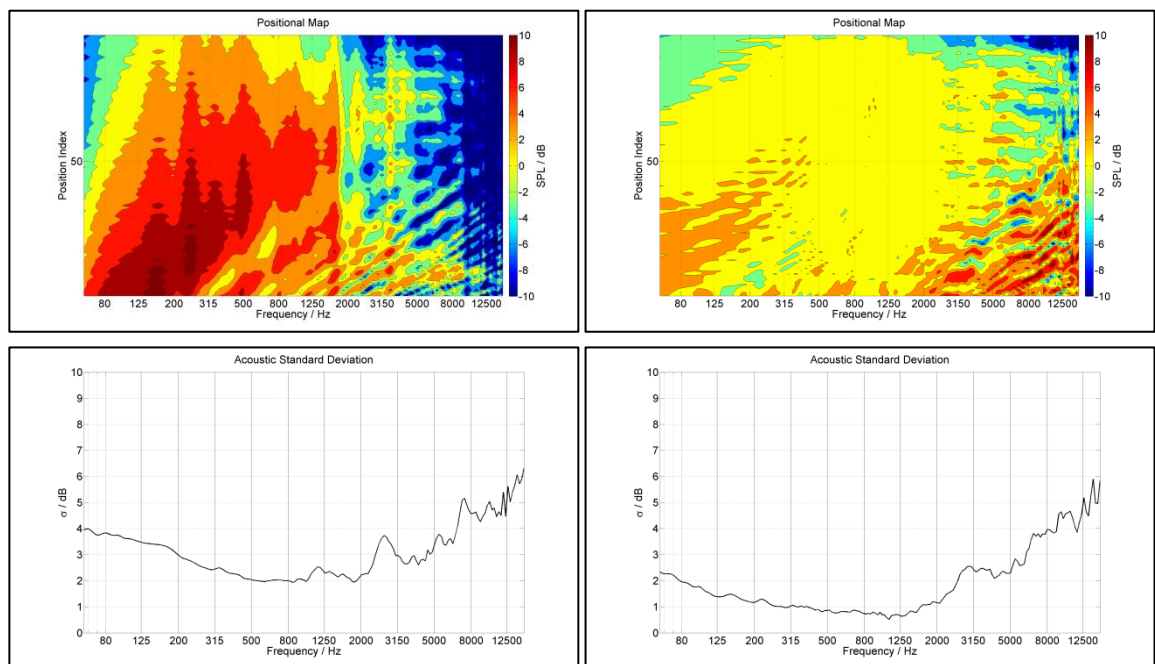 Positional Map
Position Index
50
80 125 200 315 500 800 1250 2000 3150 5000 8000 12500
Frequency / Hz
10
8
6
4
2
0
-2
-4
-6
-8
-10
SPL / dB
Positional Map
Position Index
50
80 125 200 315 500 800 1250 2000 3150 5000 8000 12500
Frequency / Hz
10
8
6
4
2
0
-2
-4
-6
-8
-10
SPL / dB
Acoustic Standard Deviation
σ / dB
10
9
8
7
6
5
4
3
2
1
0
80 125 200 315 500 800 1250 2000 3150 5000 8000 12500
Frequency / Hz
Acoustic Standard Deviation
σ / dB
10
9
8
7
6
5
4
3
2
1
0
80 125 200 315 500 800 1250 2000 3150 5000 8000 12500
Frequency / Hz